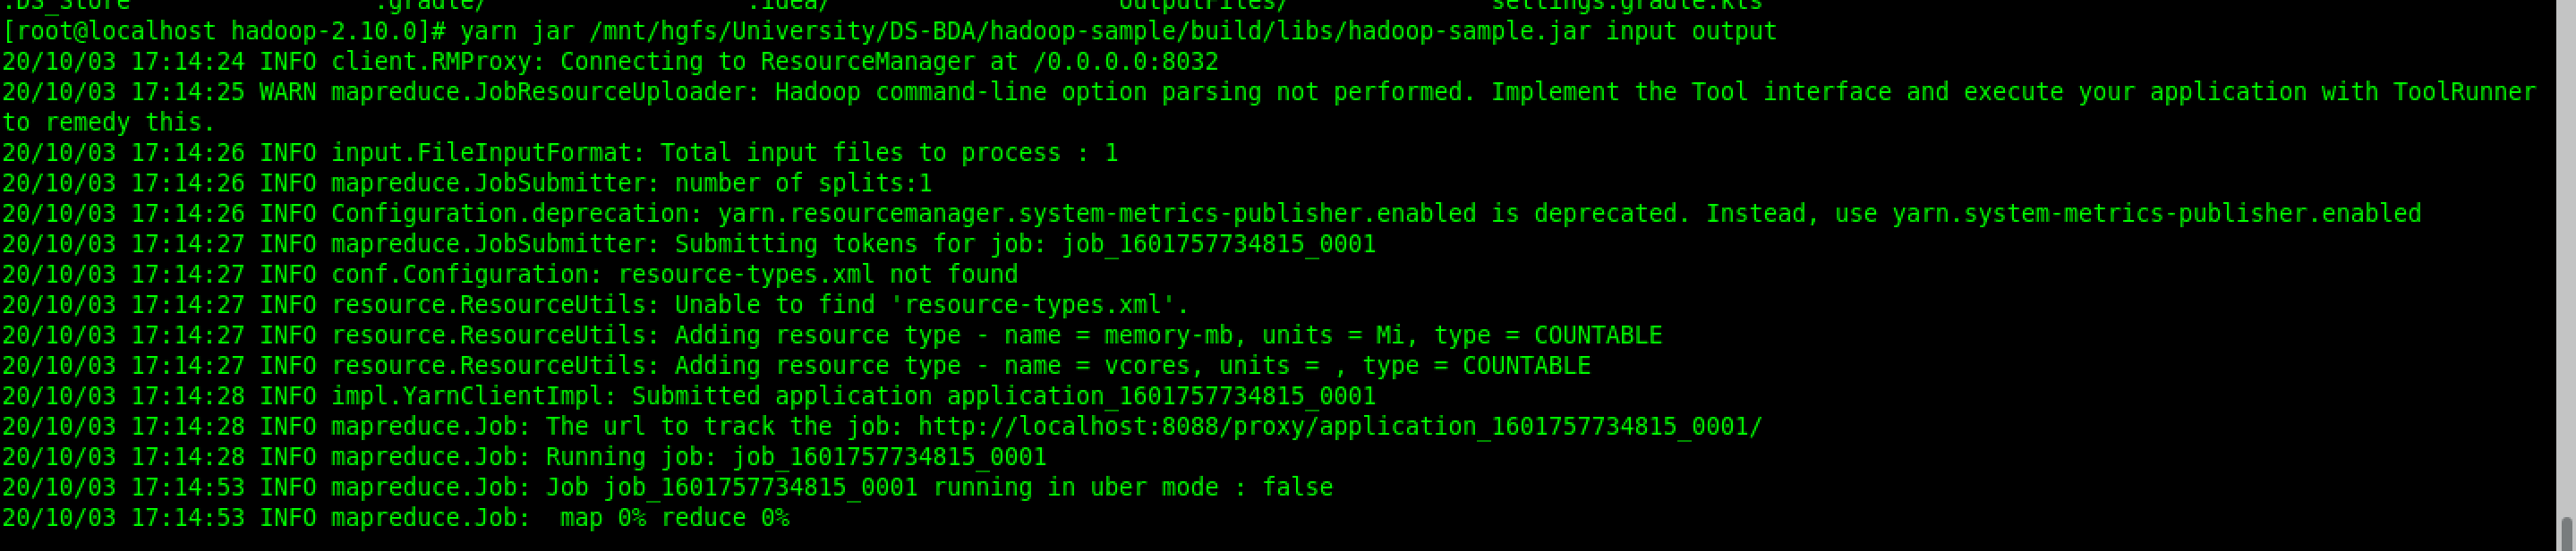 .DS_Store .gradle/ .idea/ outputFiles/ settings.gradle.kts
[root@localhost hadoop-2.10.0]# yarn jar /mnt/hgfs/University/DS-BDA/hadoop-sample/build/libs/hadoop-sample.jar input output
20/10/03 17:14:24 INFO client.RMProxy: Connecting to ResourceManager at /0.0.0.0:8032
20/10/03 17:14:25 WARN mapreduce.JobResourceUploader: Hadoop command-line option parsing not performed. Implement the Tool interface and execute your application with ToolRunner
to remedy this.
20/10/03 17:14:26 INFO input.FileInputFormat: Total input files to process : 1
20/10/03 17:14:26 INFO mapreduce.JobSubmitter: number of splits:1
20/10/03 17:14:26 INFO Configuration.deprecation: yarn.resourcemanager.system-metrics-publisher.enabled is deprecated. Instead, use yarn.system-metrics-publisher.enabled
20/10/03 17:14:27 INFO mapreduce.JobSubmitter: Submitting tokens for job: job_1601757734815_0001
20/10/03 17:14:27 INFO conf.Configuration: resource-types.xml not found
20/10/03 17:14:27 INFO resource.ResourceUtils: Unable to find 'resource-types.xml'.
20/10/03 17:14:27 INFO resource.ResourceUtils: Adding resource type - name = memory-mb, units = Mi, type = COUNTABLE
20/10/03 17:14:27 INFO resource.ResourceUtils: Adding resource type - name = vcores, units = , type = COUNTABLE
20/10/03 17:14:28 INFO impl.YarnClientImpl: Submitted application application_1601757734815_0001
20/10/03 17:14:28 INFO mapreduce.Job: The url to track the job: http://localhost:8088/proxy/application_1601757734815_0001/
20/10/03 17:14:28 INFO mapreduce.Job: Running job: job_1601757734815_0001
20/10/03 17:14:53 INFO mapreduce.Job: Job job_1601757734815_0001 running in uber mode : false
20/10/03 17:14:53 INFO mapreduce.Job:  map 0% reduce 0%